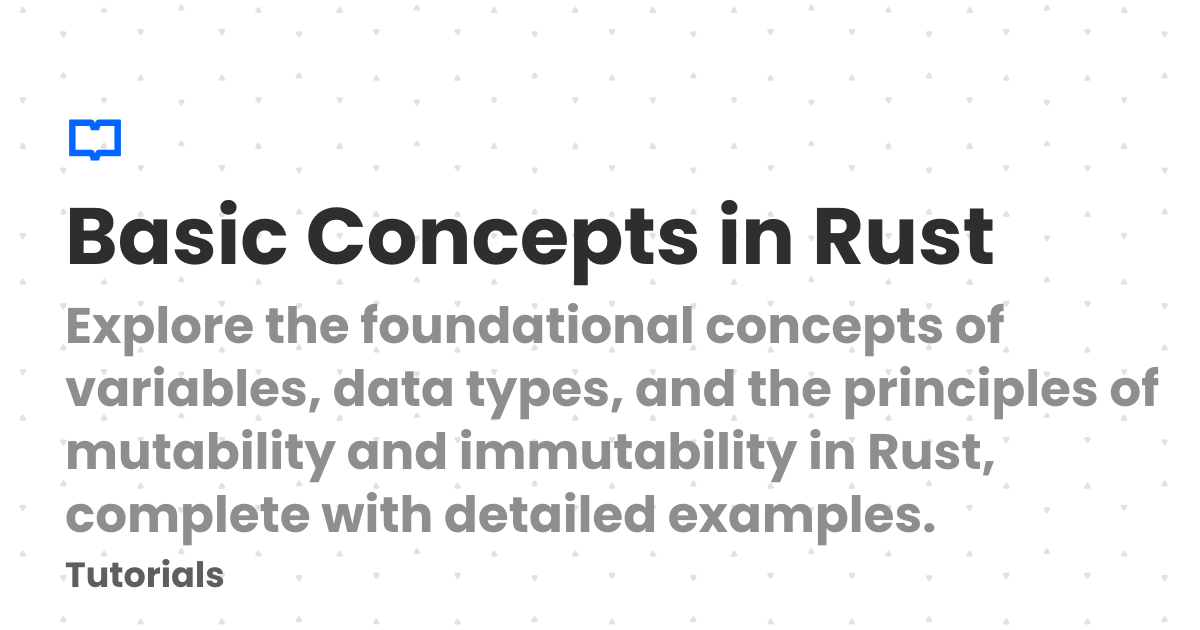 Basic Concepts in Rust
Explore the foundational concepts of
variables, data types, and the principles of
mutability and immutability in Rust,
complete with detailed examples.
Tutorials